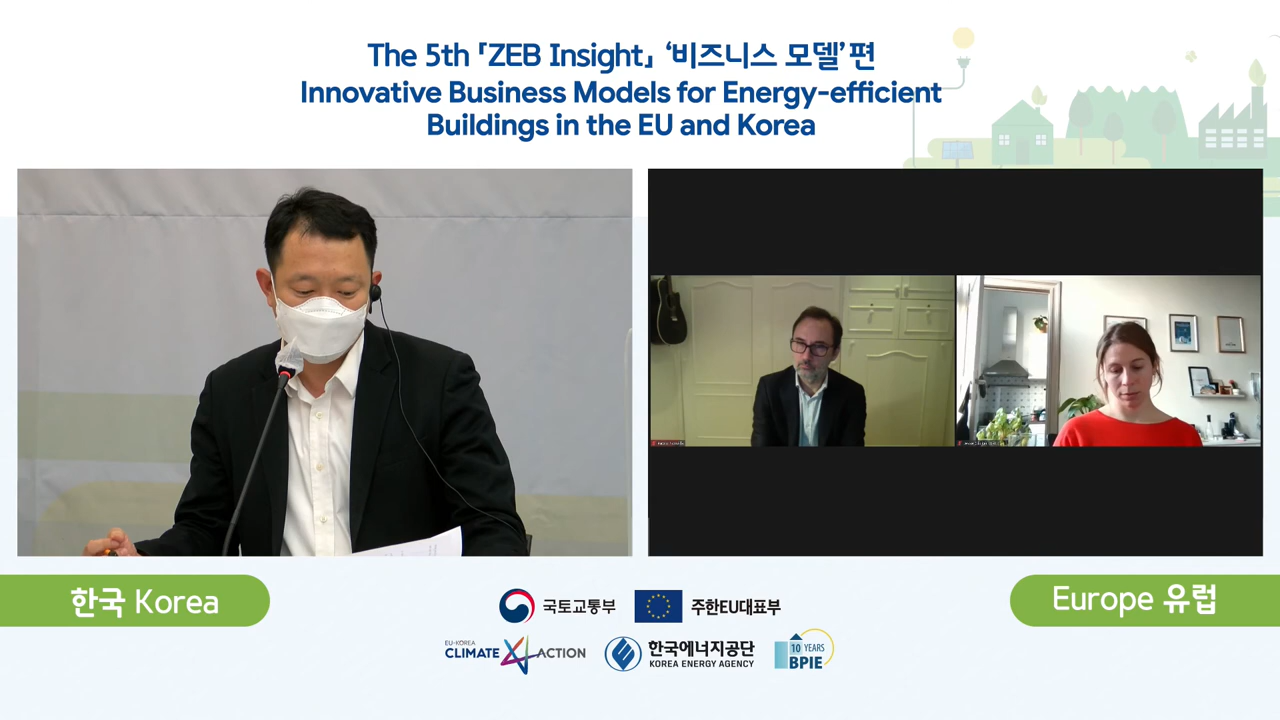 The 5th 「ZEB Insight」 ‘비즈니스 모델’ 편
Innovative Business Models for Energy-efficient
Buildings in the EU and Korea
한국 Korea
Europe 유럽
국토교통부
주한EU대표부
EU-KOREA
CLIMATE ACTION
한국에너지공단
KOREA ENERGY AGENCY
10 YEARS
BPIE